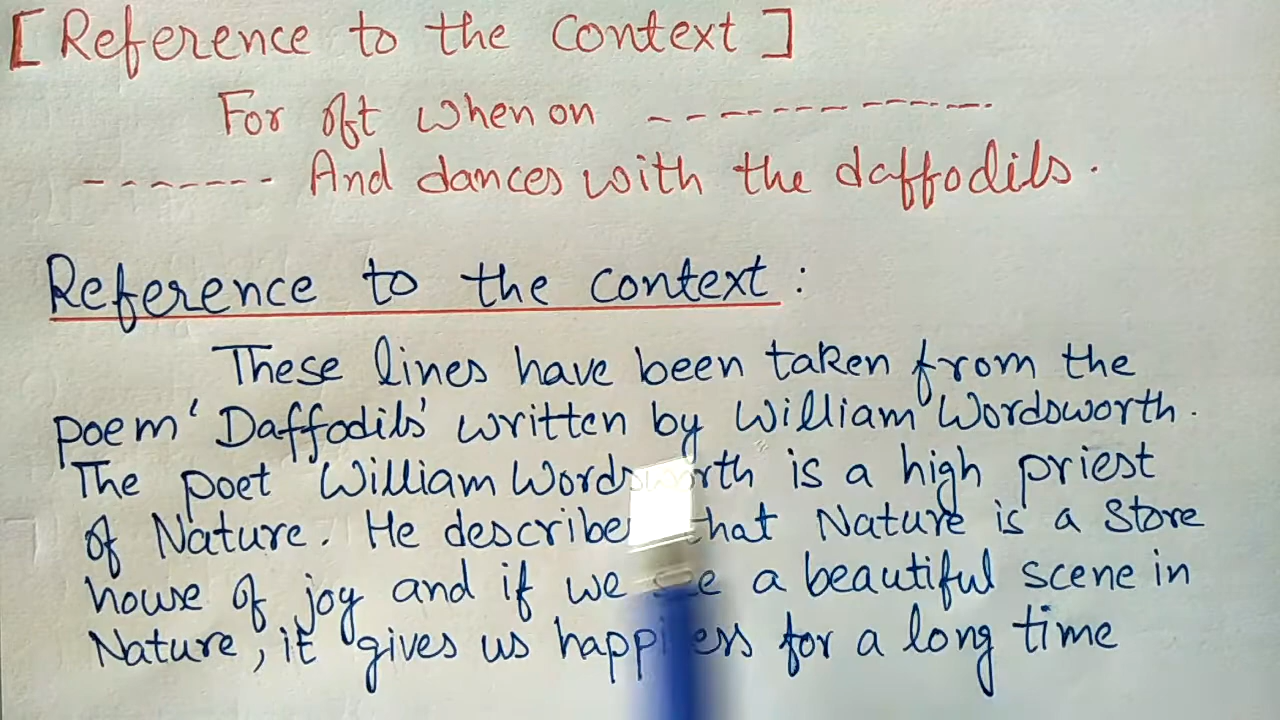 [Reference to the context]
For oft when on --------------
------- And dances with the daffodils.
Reference to the context :
These lines have been taken from the
poem 'Daffodils' written by William Wordsworth.
The poet William Wordsworth is a high priest
of Nature. He describe that Nature is a Store
house of joy and if we a beautiful scene in
Nature, it gives us happiness for a long time